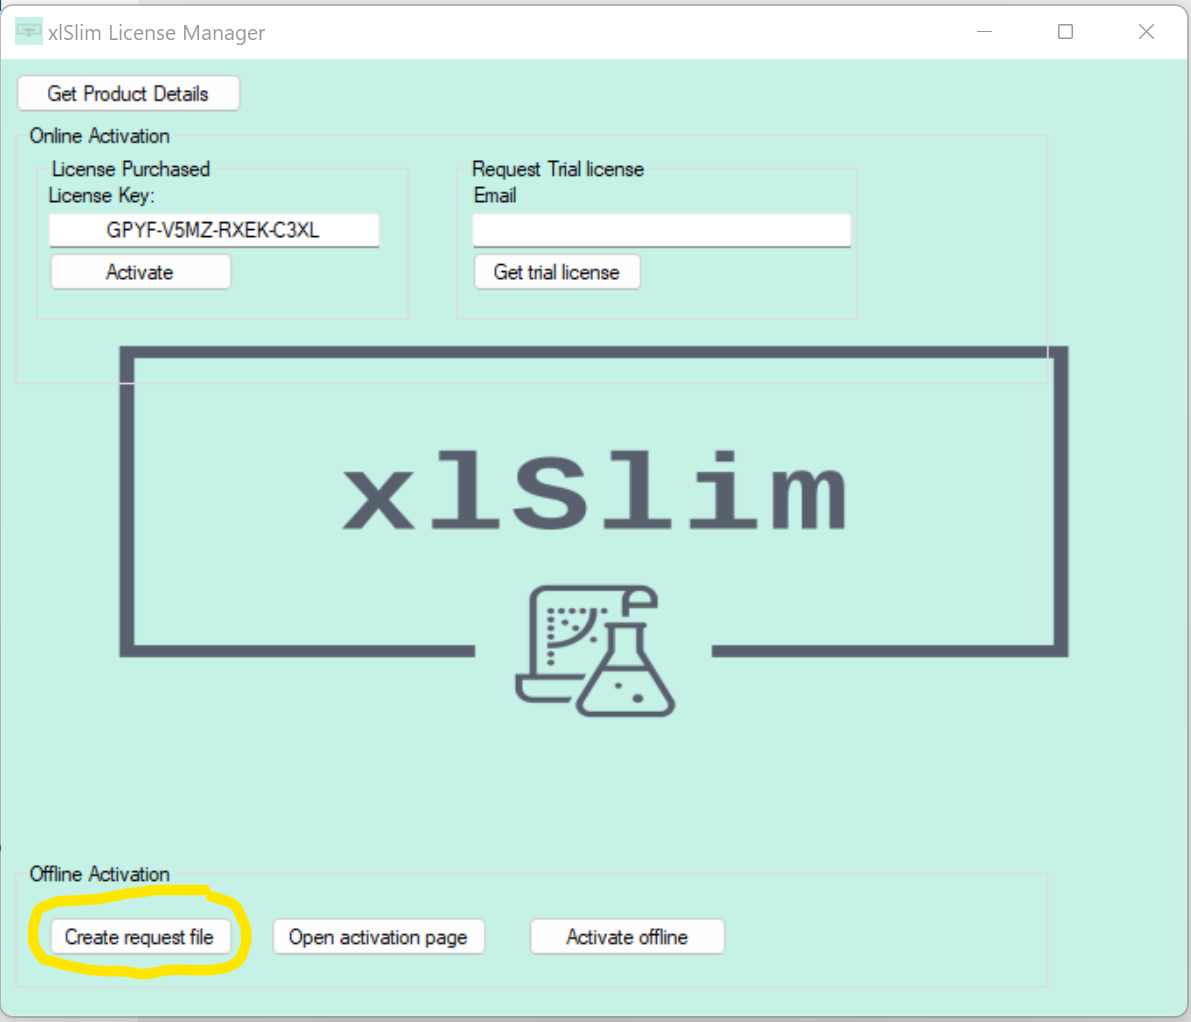 xlSlim License Manager
Get Product Details
Online Activation
License Purchased
License Key:
GPYF-V5MZ-RXEK-C3XL
Activate
Request Trial license
Email
Get trial license
xlSlim
Offline Activation
Create request file
Open activation page
Activate offline